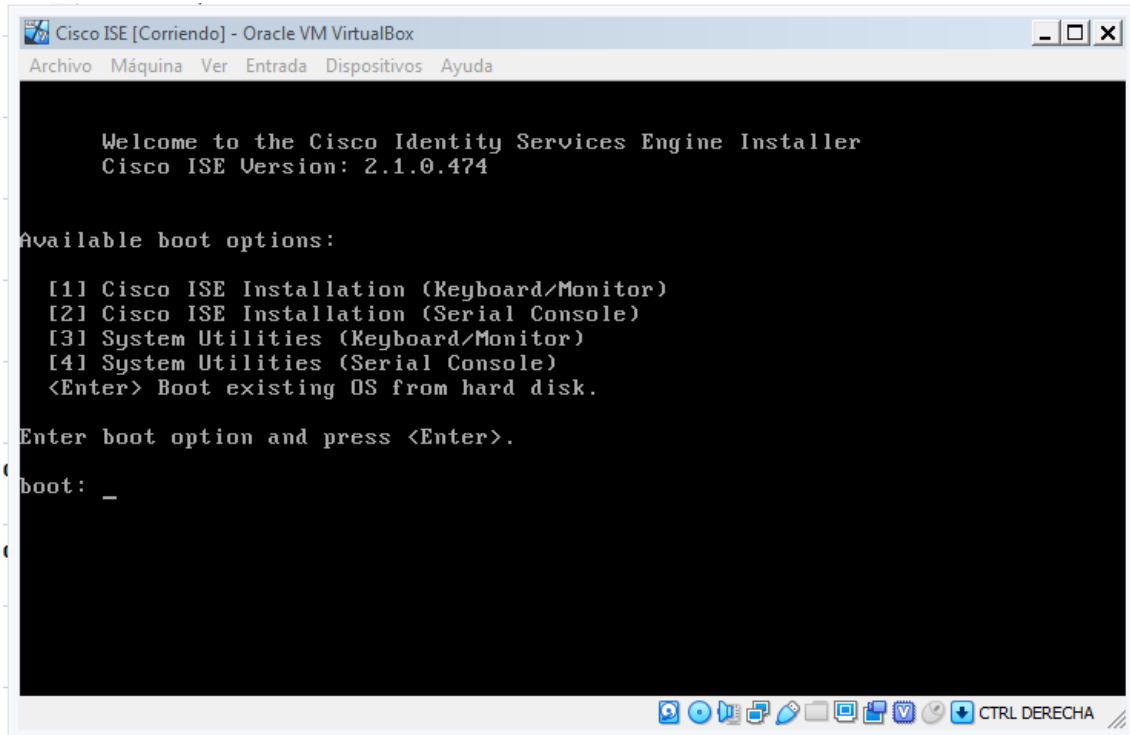 Cisco ISE [Corriendo] - Oracle VM VirtualBox
Archivo Máquina Ver Entrada Dispositivos Ayuda
Welcome to the Cisco Identity Services Engine Installer
Cisco ISE Version: 2.1.0.474
Available boot options:
[1] Cisco ISE Installation (Keyboard/Monitor)
[2] Cisco ISE Installation (Serial Console)
[3] System Utilities (Keyboard/Monitor)
[4] System Utilities (Serial Console)
<Enter> Boot existing OS from hard disk.
Enter boot option and press <Enter>.
boot: _
CTRL DERECHA